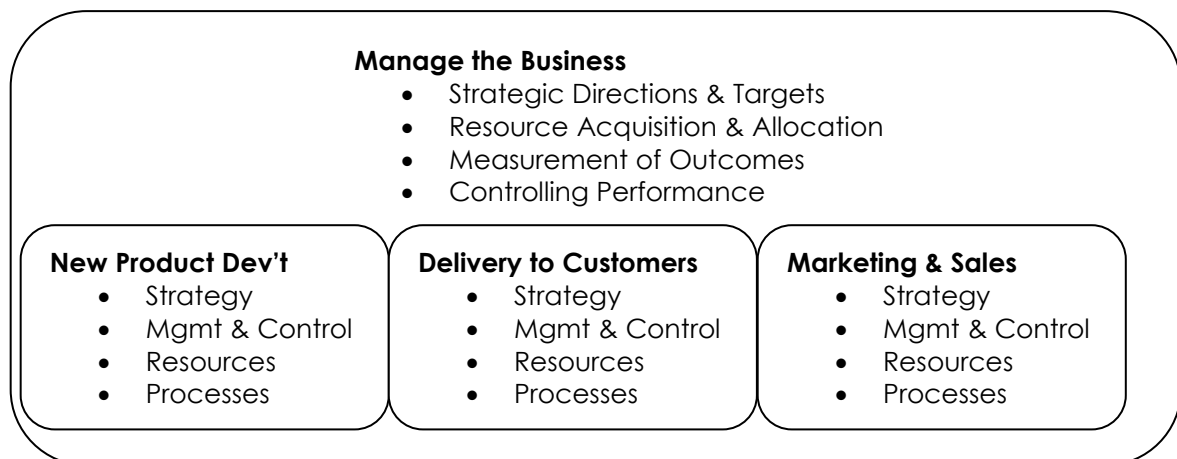 Manage the Business
• Strategic Directions & Targets
• Resource Acquisition & Allocation
• Measurement of Outcomes
• Controlling Performance
New Product Dev’t
• Strategy
• Mgmt & Control
• Resources
• Processes
Delivery to Customers
• Strategy
• Mgmt & Control
• Resources
• Processes
Marketing & Sales
• Strategy
• Mgmt & Control
• Resources
• Processes